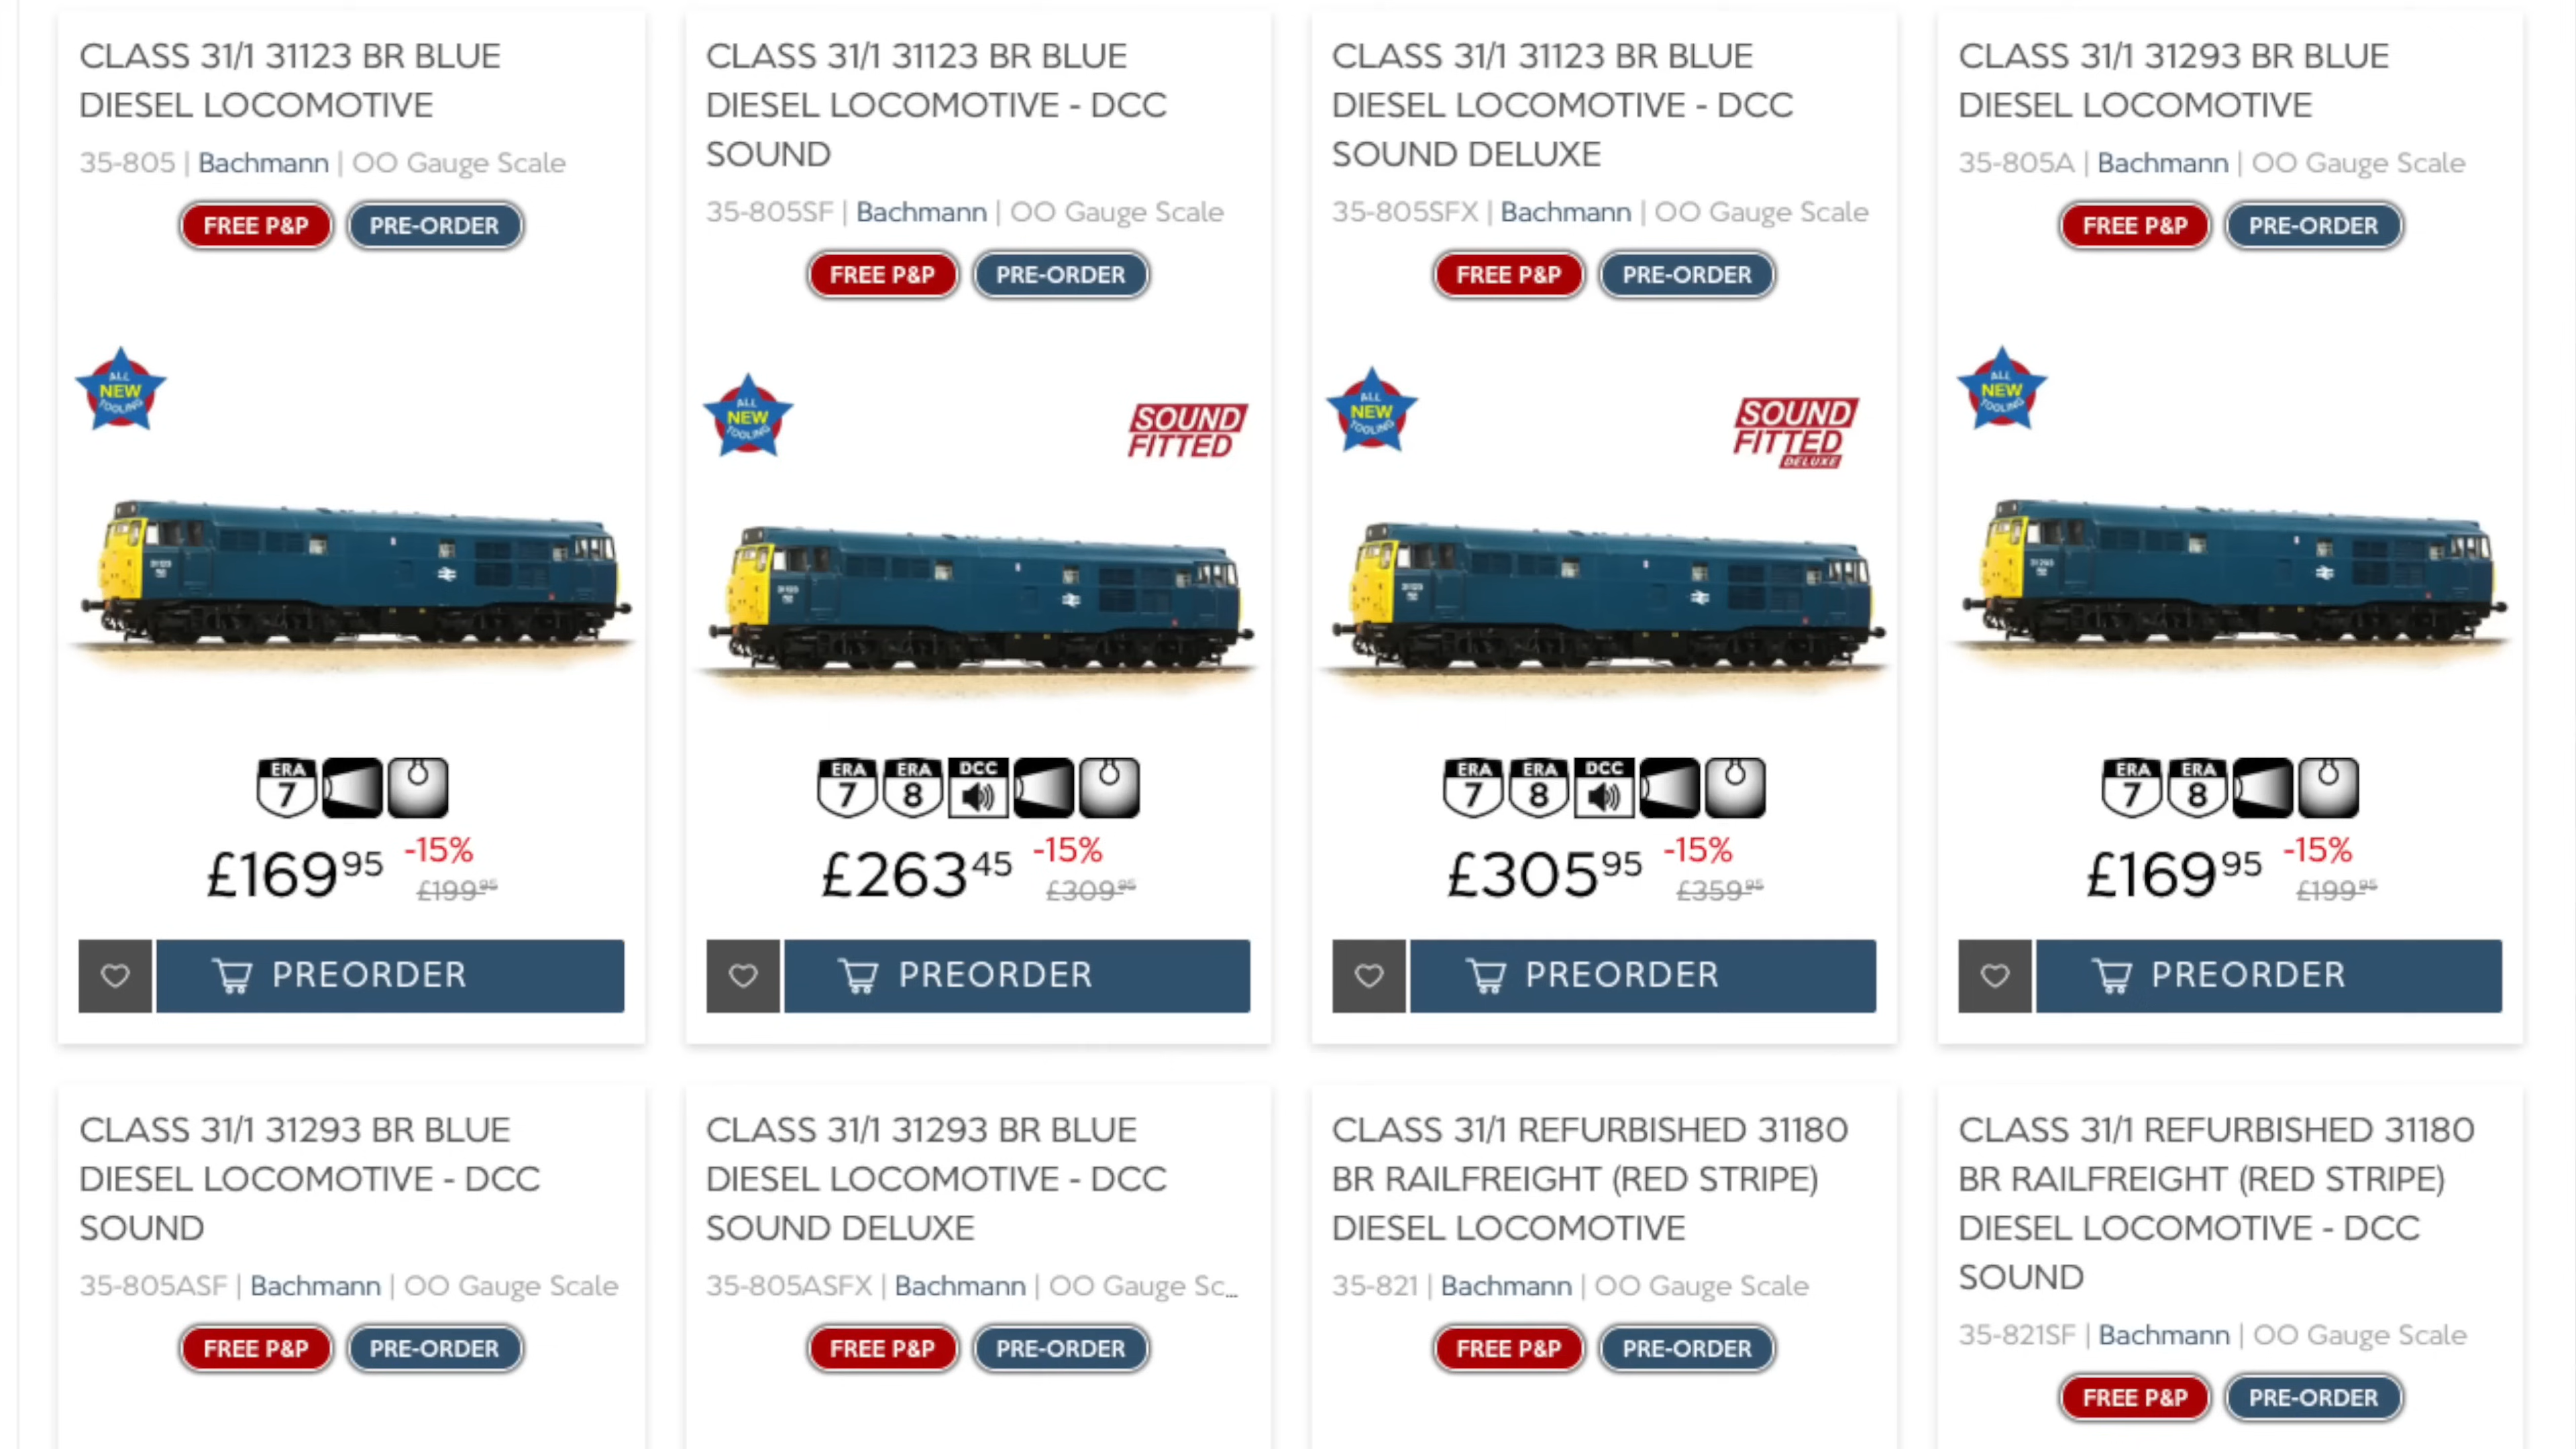 CLASS 31/1 31123 BR BLUE
DIESEL LOCOMOTIVE
35-805 | Bachmann | OO Gauge Scale
FREE P&P PRE-ORDER
ALL
NEW
TOOLING
ERA
7
£169.95 -15%
£199.95
PREORDER
CLASS 31/1 31123 BR BLUE
DIESEL LOCOMOTIVE - DCC
SOUND
35-805SF | Bachmann | OO Gauge Scale
FREE P&P PRE-ORDER
ALL
NEW
TOOLING
SOUND
FITTED
ERA ERA DCC
7 8
£263.45 -15%
£309.95
PREORDER
CLASS 31/1 31123 BR BLUE
DIESEL LOCOMOTIVE - DCC
SOUND DELUXE
35-805SFX | Bachmann | OO Gauge Scale
FREE P&P PRE-ORDER
ALL
NEW
TOOLING
SOUND
FITTED
DELUXE
ERA ERA DCC
7 8
£305.95 -15%
£359.95
PREORDER
CLASS 31/1 31293 BR BLUE
DIESEL LOCOMOTIVE
35-805A | Bachmann | OO Gauge Scale
FREE P&P PRE-ORDER
ALL
NEW
TOOLING
ERA ERA
7 8
£169.95 -15%
£199.95
PREORDER
CLASS 31/1 31293 BR BLUE
DIESEL LOCOMOTIVE - DCC
SOUND
35-805ASF | Bachmann | OO Gauge Scale
FREE P&P PRE-ORDER
CLASS 31/1 31293 BR BLUE
DIESEL LOCOMOTIVE - DCC
SOUND DELUXE
35-805ASFX | Bachmann | OO Gauge Sc...
FREE P&P PRE-ORDER
CLASS 31/1 REFURBISHED 31180
BR RAILFREIGHT (RED STRIPE)
DIESEL LOCOMOTIVE
35-821 | Bachmann | OO Gauge Scale
FREE P&P PRE-ORDER
CLASS 31/1 REFURBISHED 31180
BR RAILFREIGHT (RED STRIPE)
DIESEL LOCOMOTIVE - DCC
SOUND
35-821SF | Bachmann | OO Gauge Scale
FREE P&P PRE-ORDER